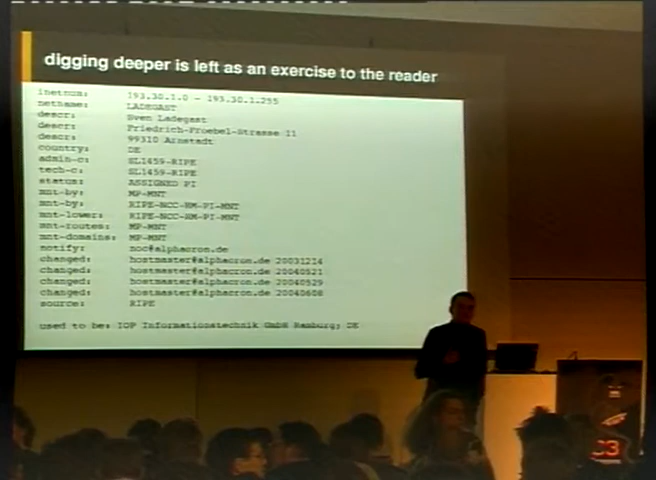 digging deeper is left as an exercise to the reader
inetnum: 193.30.1.0 - 193.30.1.255
netname: LADEGAST
descr: Sven Ladegast
descr: Friedrich-Froebel-Strasse 11
descr: 99310 Arnstadt
country: DE
admin-c: SL1459-RIPE
tech-c: SL1459-RIPE
status: ASSIGNED PI
mnt-by: MP-MNT
mnt-by: RIPE-NCC-HM-PI-MNT
mnt-lower: RIPE-NCC-HM-PI-MNT
mnt-routes: MP-MNT
mnt-domains: MP-MNT
notify: noc#alphacron.de
changed: hostmaster#alphacron.de 20031214
changed: hostmaster#alphacron.de 20040521
changed: hostmaster#alphacron.de 20040529
changed: hostmaster#alphacron.de 20040608
source: RIPE
used to be: IOP Informationstechnik GmbH Hamburg; DE
C3